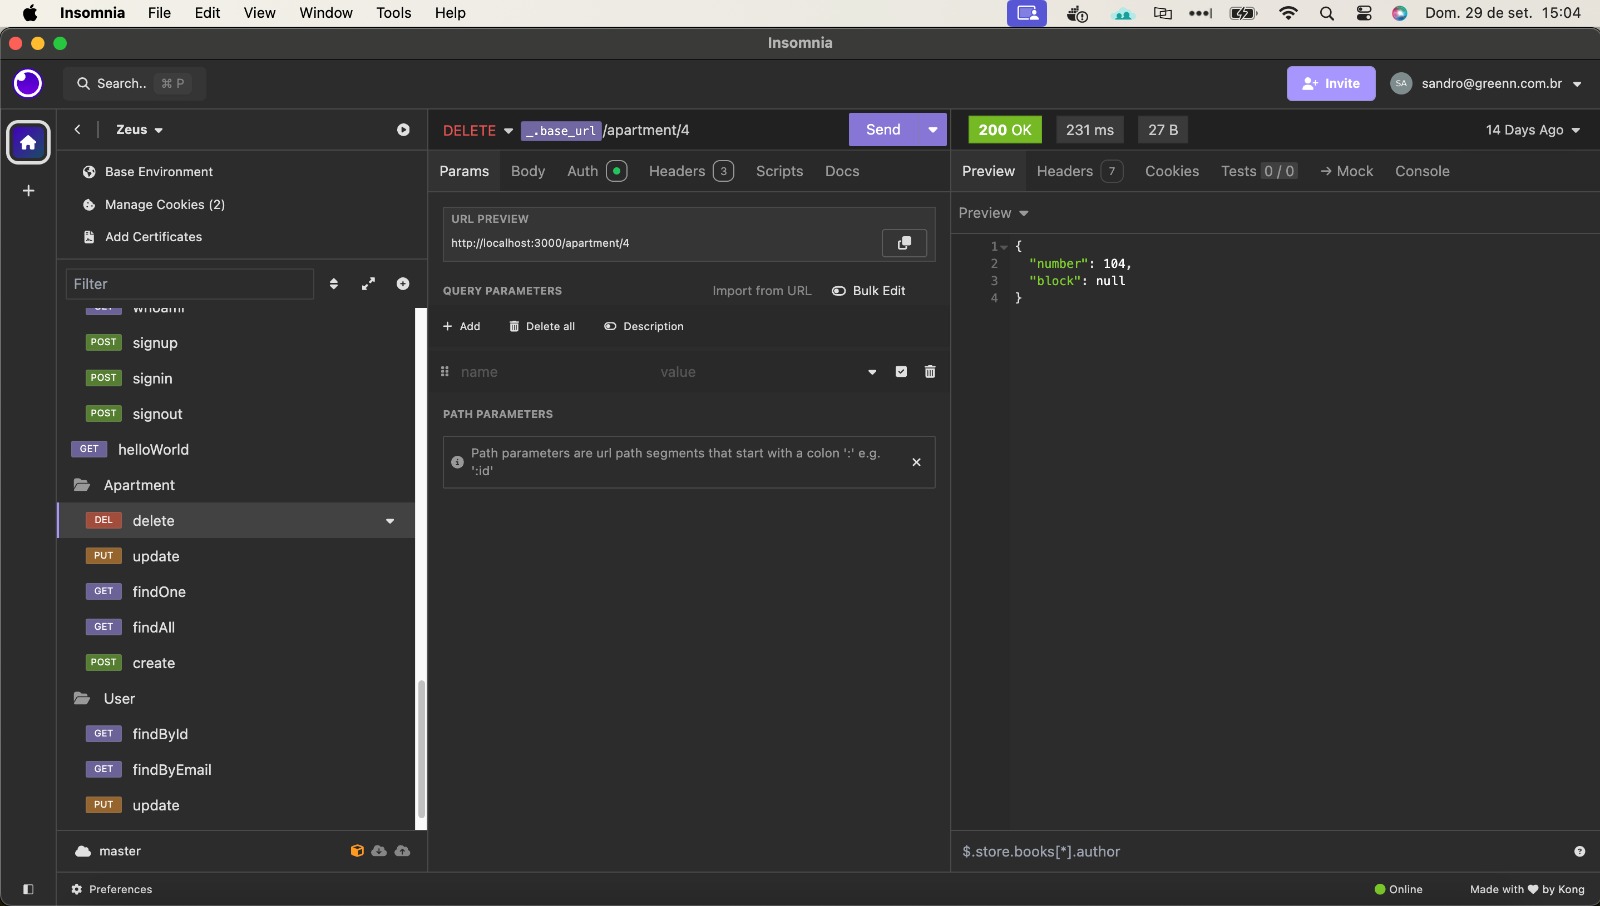 Insomnia File Edit View Window Tools Help Dom. 29 de set. 15:04
Insomnia
Search.. ⌘ P Invite SA sandro@greenn.com.br
Zeus
Base Environment
Manage Cookies (2)
Add Certificates
Filter
GET whoami
POST signup
POST signin
POST signout
GET helloWorld
Apartment
DEL delete
PUT update
GET findOne
GET findAll
POST create
User
GET findById
GET findByEmail
PUT update
master
Preferences
DELETE _.base_url/apartment/4 Send
Params Body Auth Headers 3 Scripts Docs
URL PREVIEW
http://localhost:3000/apartment/4
QUERY PARAMETERS Import from URL Bulk Edit
+ Add Delete all Description
name value
PATH PARAMETERS
Path parameters are url path segments that start with a colon ':' e.g.
':id'
200 OK 231 ms 27 B 14 Days Ago
Preview Headers 7 Cookies Tests 0 / 0 → Mock Console
Preview
1 {
2 "number": 104,
3 "block": null
4 }
$.store.books[*].author
Online Made with ♥ by Kong